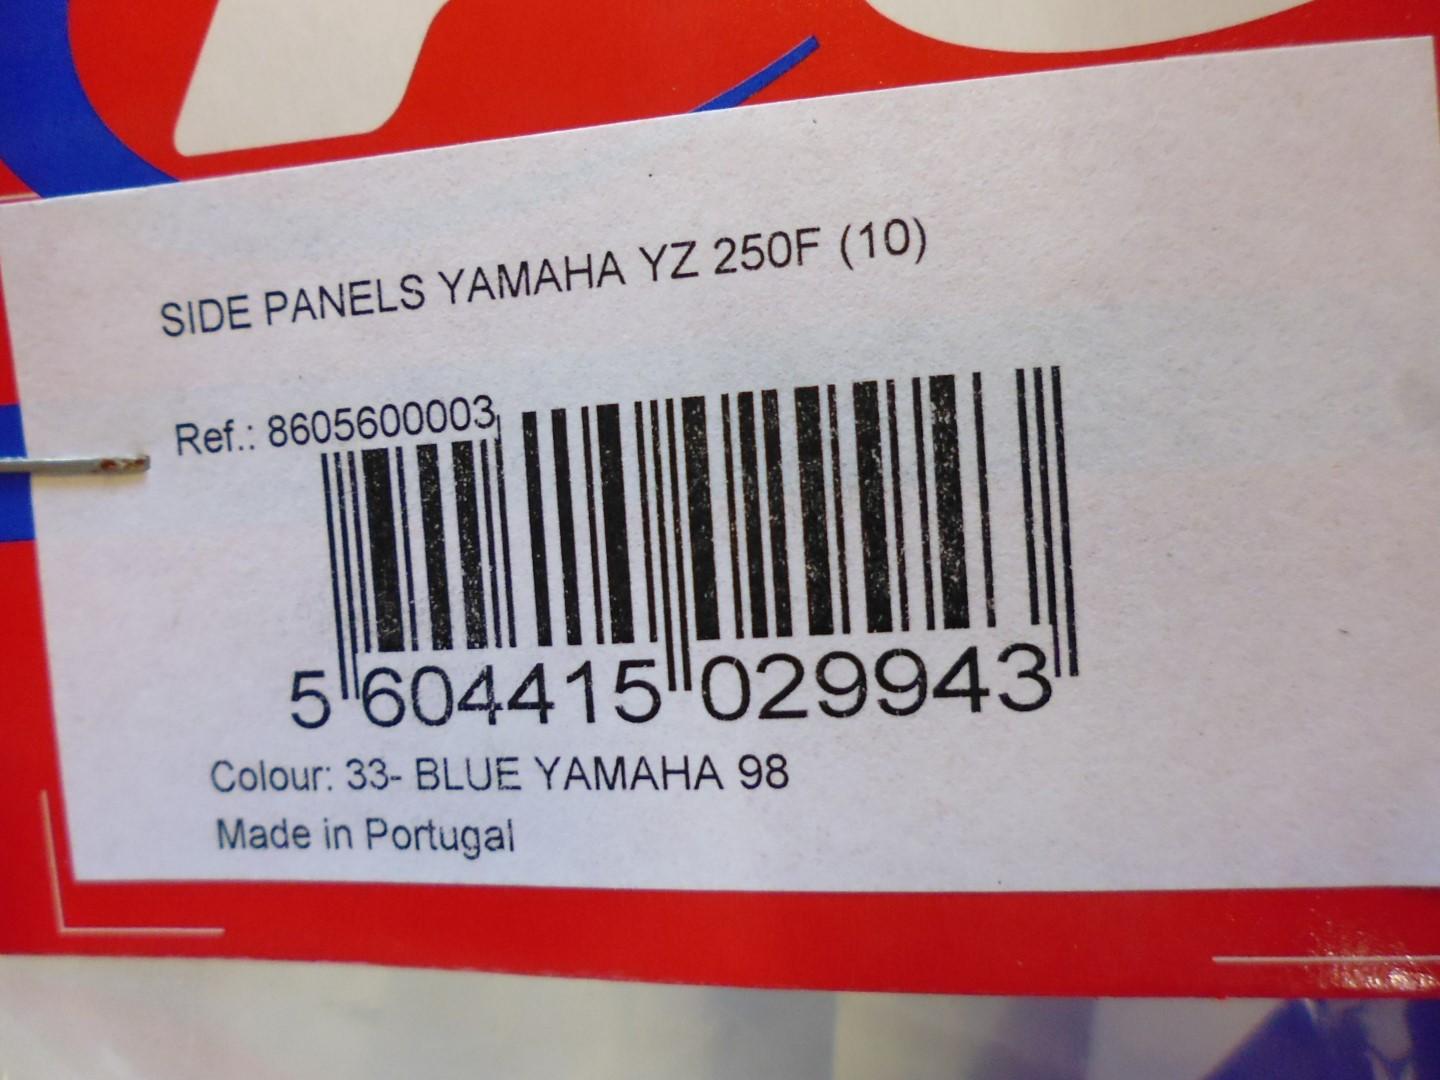 SIDE PANELS YAMAHA YZ 250F (10)
Ref.: 8605600003
5 604415 029943
Colour: 33- BLUE YAMAHA 98
Made in Portugal